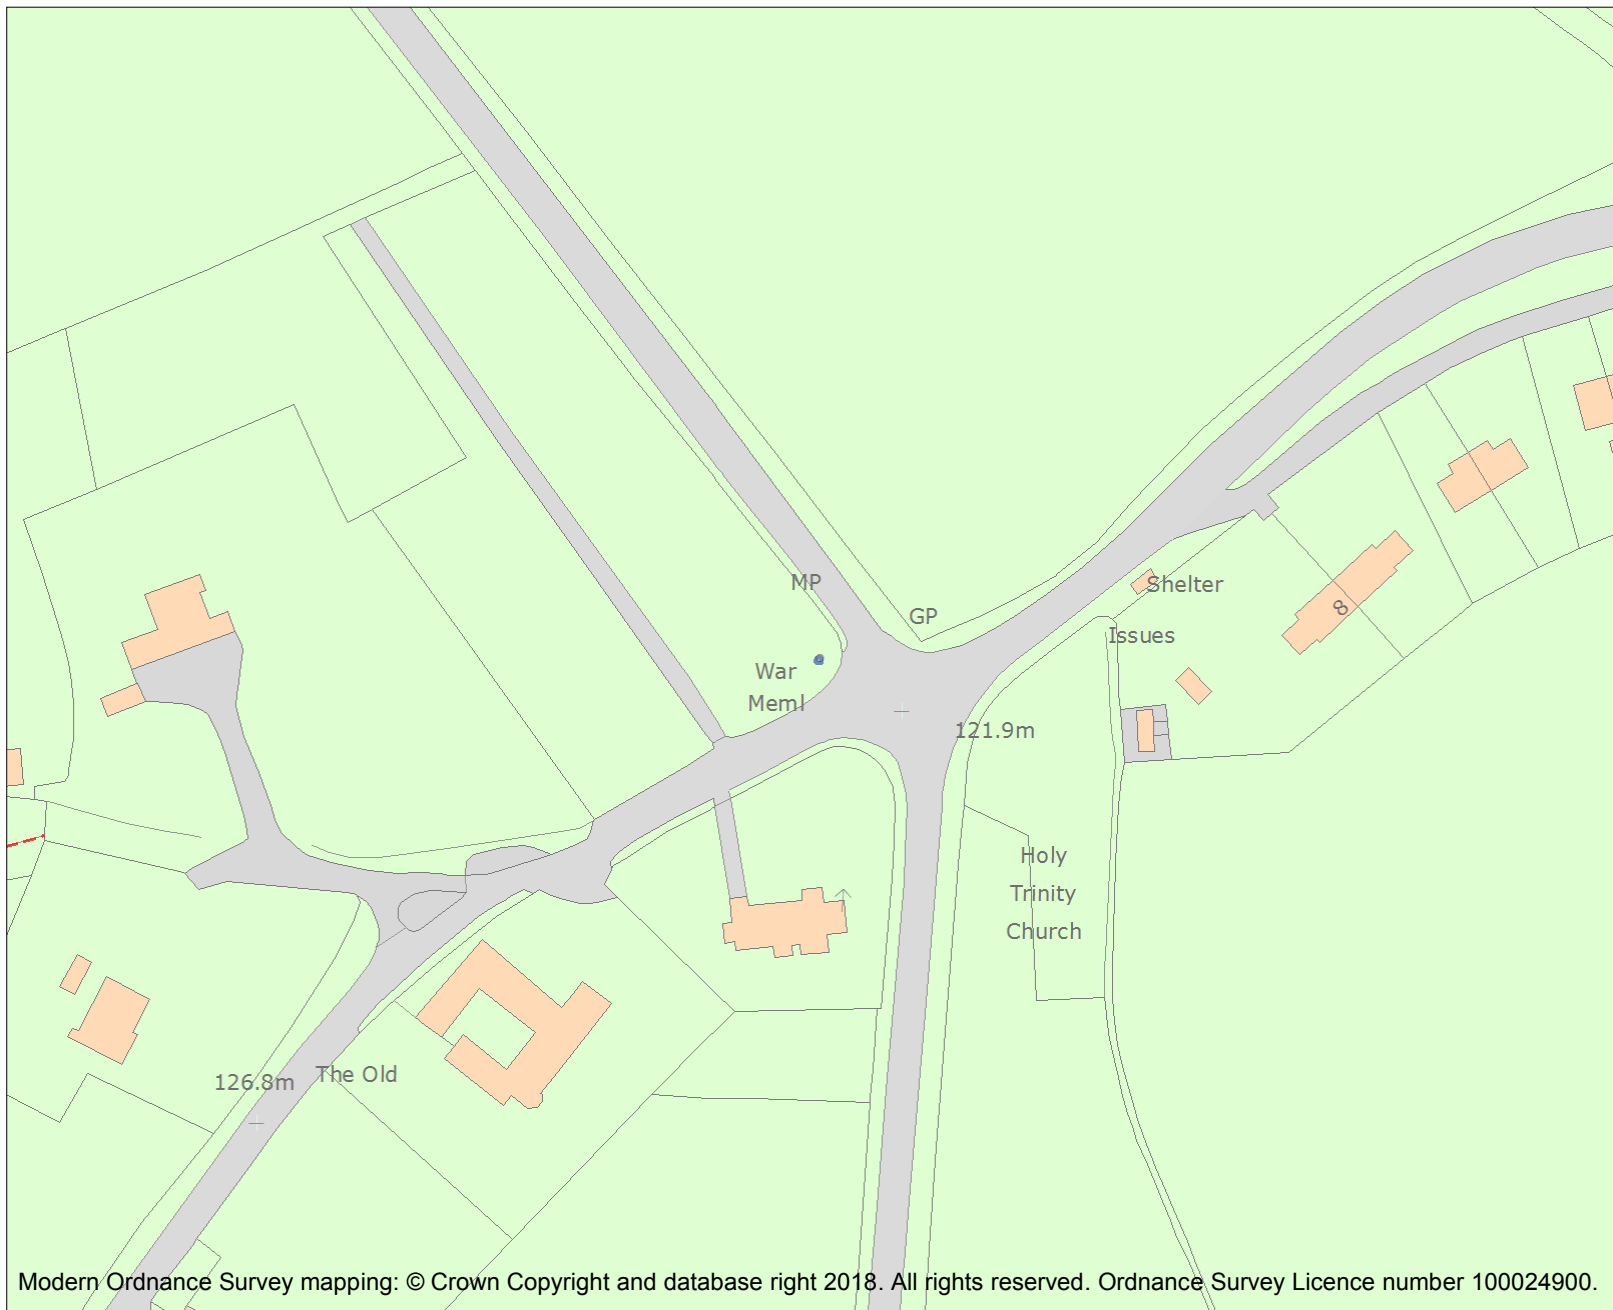 MP
Shelter
8
GP
Issues
War
Meml
121.9m
Holy
Trinity
Church
The Old
126.8m
Modern Ordnance Survey mapping: © Crown Copyright and database right 2018. All rights reserved. Ordnance Survey Licence number 100024900.